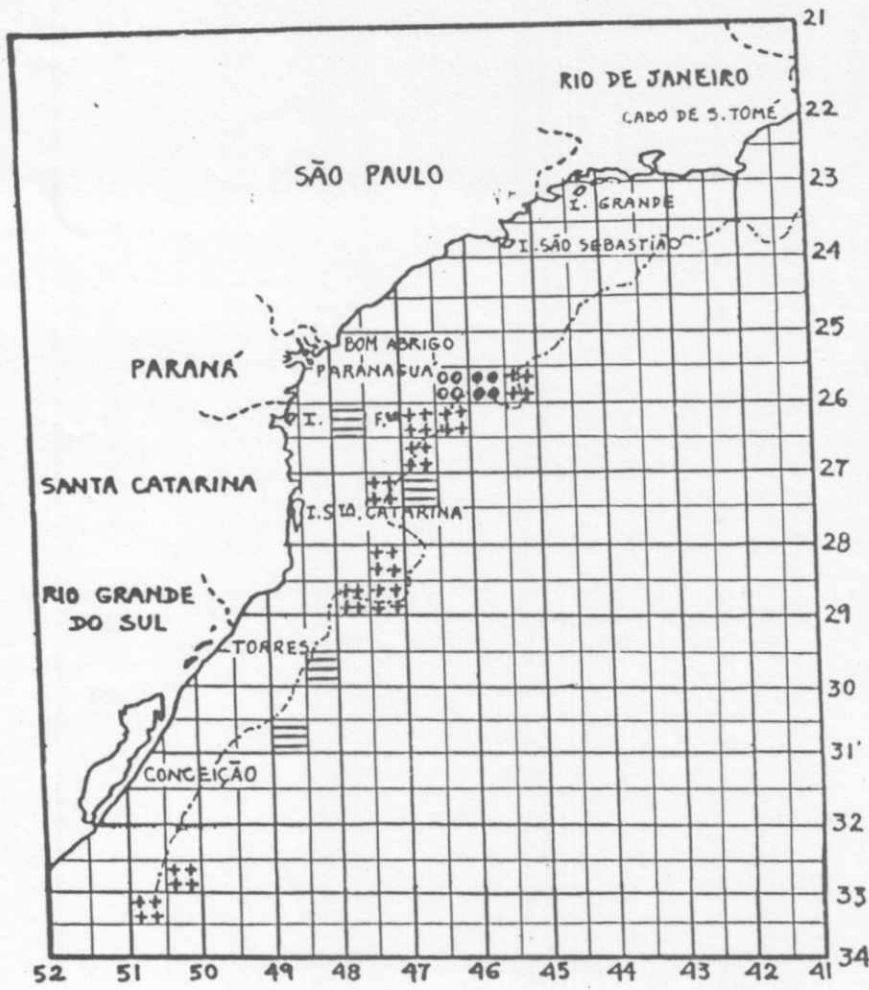 21
RIO DE JANEIRO
CABO DE S. TOMÉ
22
SÃO PAULO
23
I. GRANDE
I. SÃO SEBASTIÃO
24
25
BOM ABRIGO
PARANÁ
PARANAGUÁ
26
I.
27
SANTA CATARINA
I. STA. CATARINA
28
RIO GRANDE
DO SUL
29
TORRES
30
31
CONCEIÇÃO
32
33
34
52 51 50 49 48 47 46 45 44 43 42 41